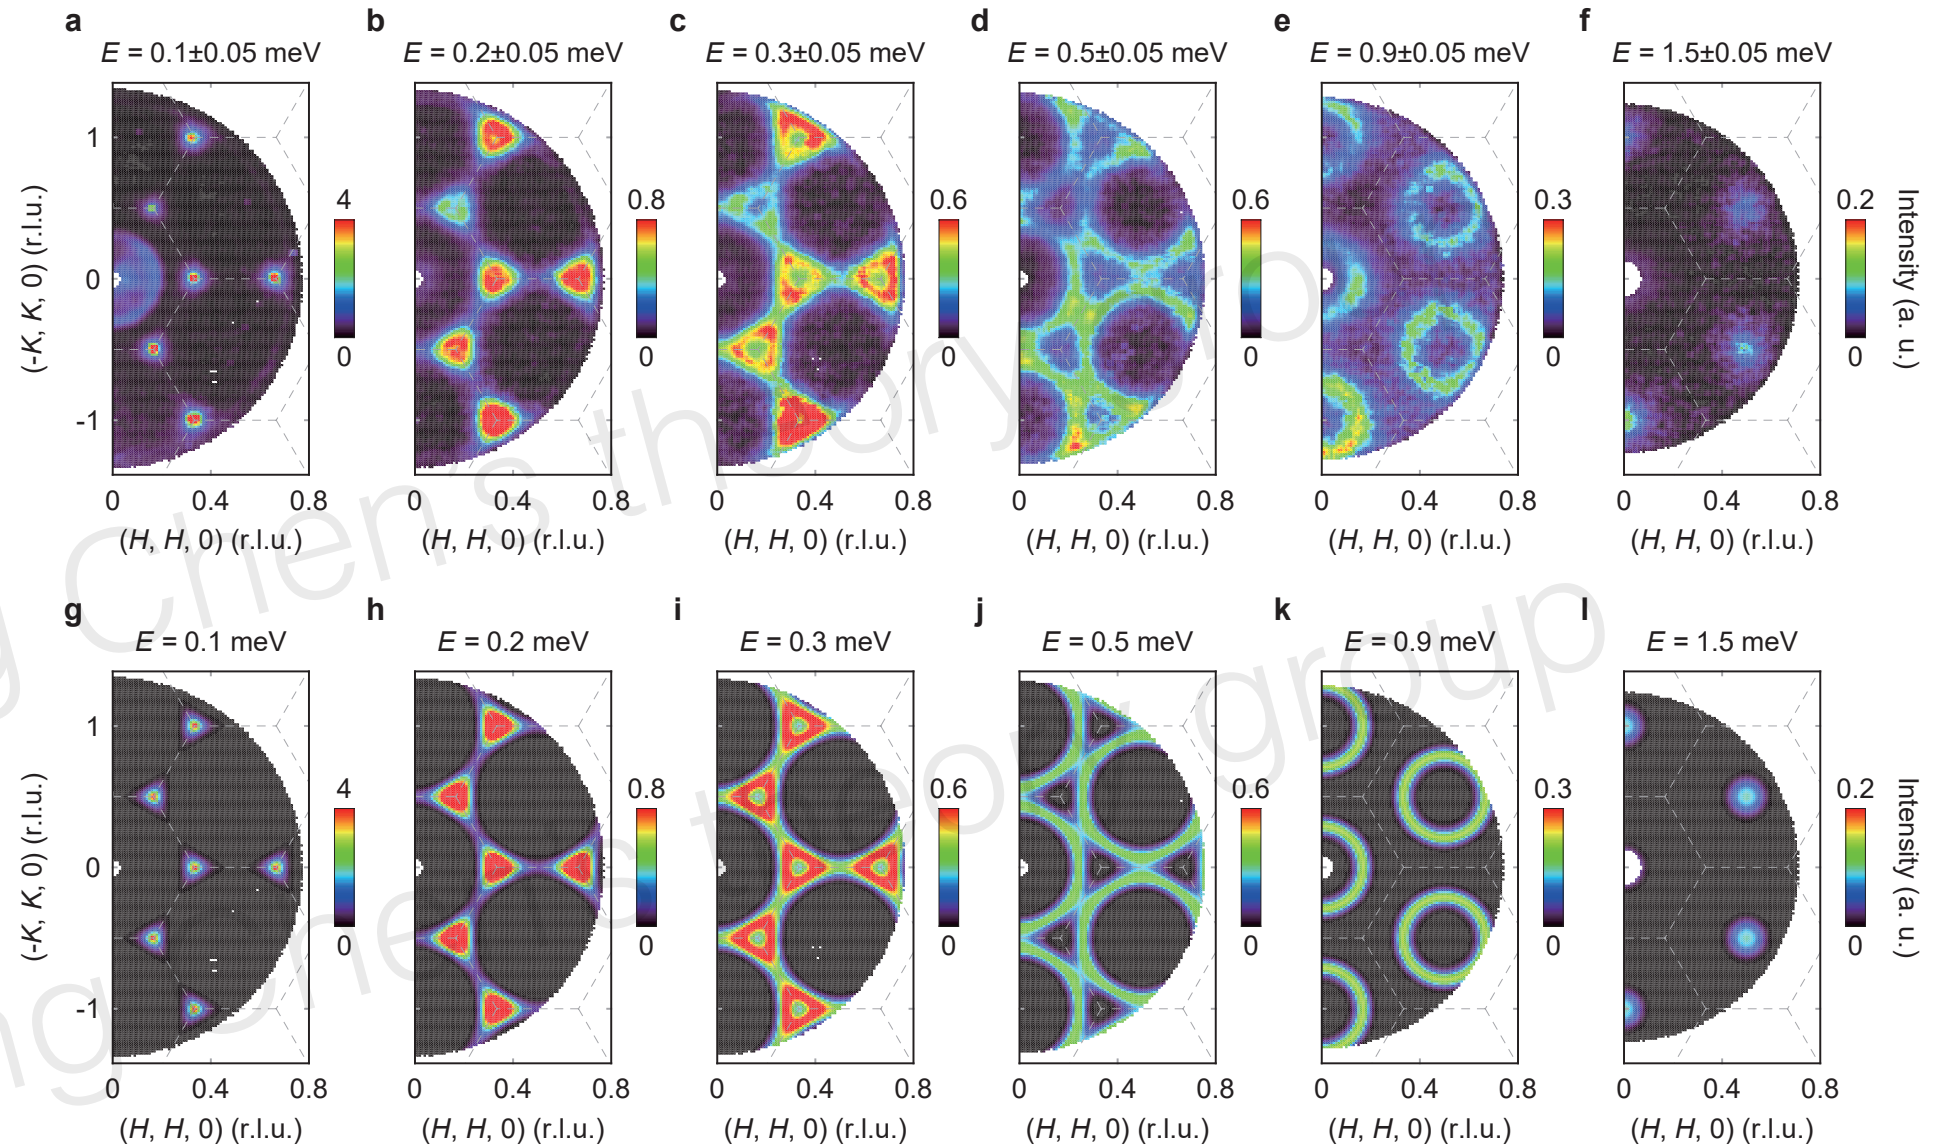 a b c d e f
E = 0.1±0.05 meV E = 0.2±0.05 meV E = 0.3±0.05 meV E = 0.5±0.05 meV E = 0.9±0.05 meV E = 1.5±0.05 meV
1 4 0.8 0.6 0.6 0.3 0.2
0 0 0 0 0 0 0
-1
(-K, K, 0) (r.l.u.)
Intensity (a. u.)
0 0.4 0.8 0 0.4 0.8 0 0.4 0.8 0 0.4 0.8 0 0.4 0.8 0 0.4 0.8
(H, H, 0) (r.l.u.) (H, H, 0) (r.l.u.) (H, H, 0) (r.l.u.) (H, H, 0) (r.l.u.) (H, H, 0) (r.l.u.) (H, H, 0) (r.l.u.)
g Chen's theory gro
g h i j k l
E = 0.1 meV E = 0.2 meV E = 0.3 meV E = 0.5 meV E = 0.9 meV E = 1.5 meV
1 4 0.8 0.6 0.6 0.3 0.2
0 0 0 0 0 0 0
-1
(-K, K, 0) (r.l.u.)
Intensity (a. u.)
0 0.4 0.8 0 0.4 0.8 0 0.4 0.8 0 0.4 0.8 0 0.4 0.8 0 0.4 0.8
(H, H, 0) (r.l.u.) (H, H, 0) (r.l.u.) (H, H, 0) (r.l.u.) (H, H, 0) (r.l.u.) (H, H, 0) (r.l.u.) (H, H, 0) (r.l.u.)
ng Chen's theory group